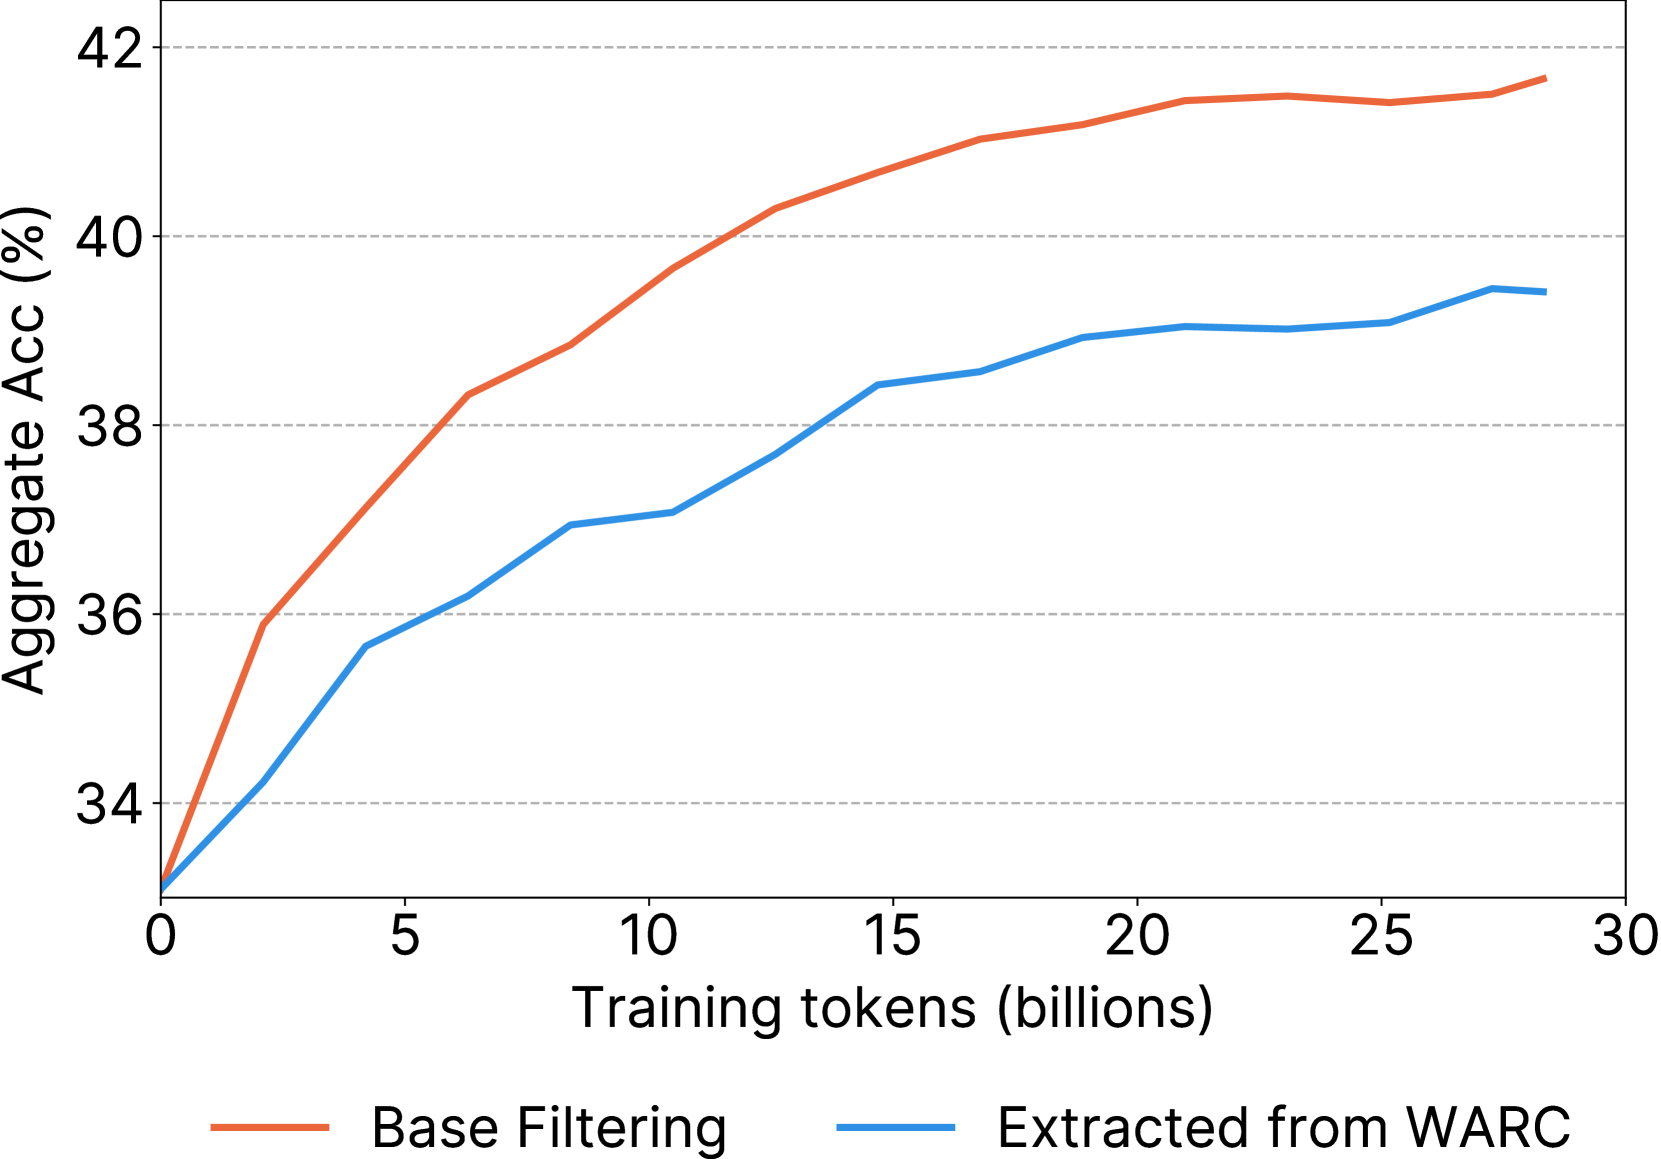 Aggregate Acc (%)
42
40
38
36
34
0 5 10 15 20 25 30
Training tokens (billions)
Base Filtering Extracted from WARC